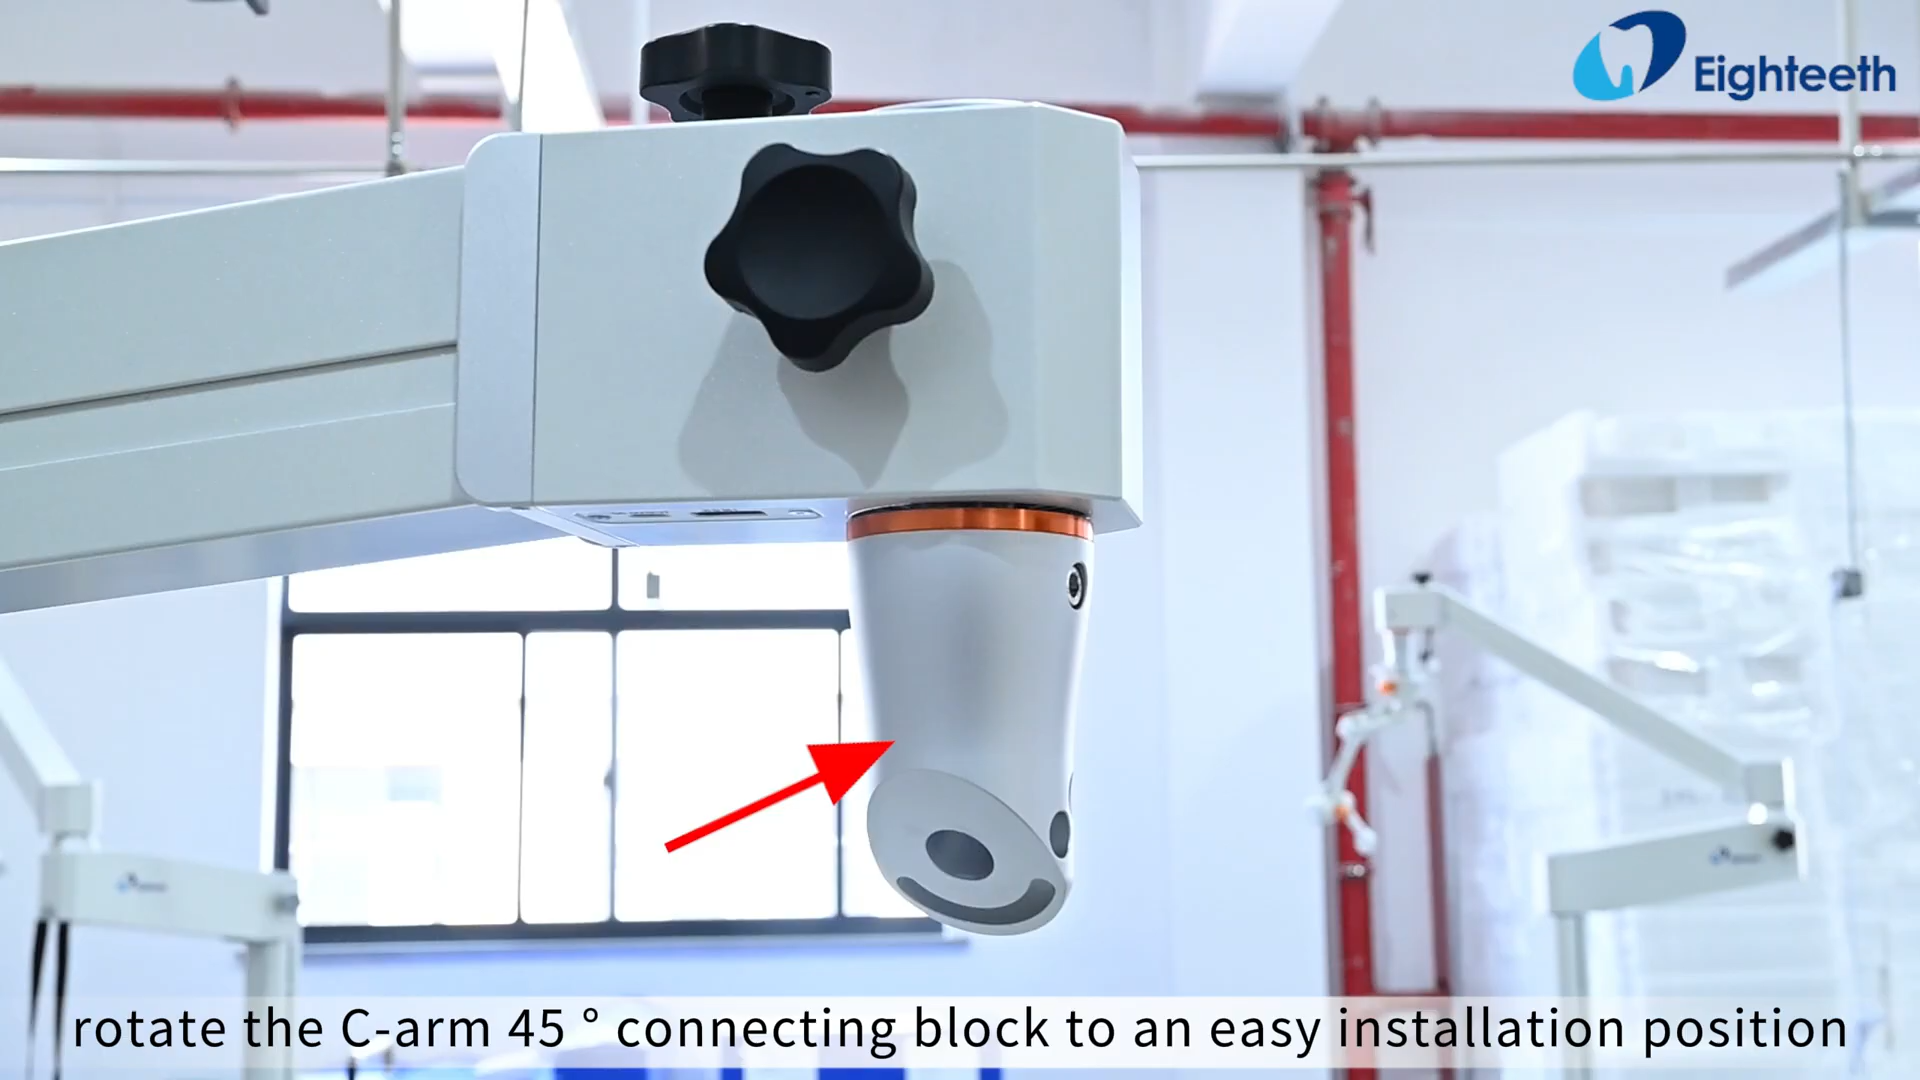 Eighteeth
rotate the C-arm 45 ° connecting block to an easy installation position